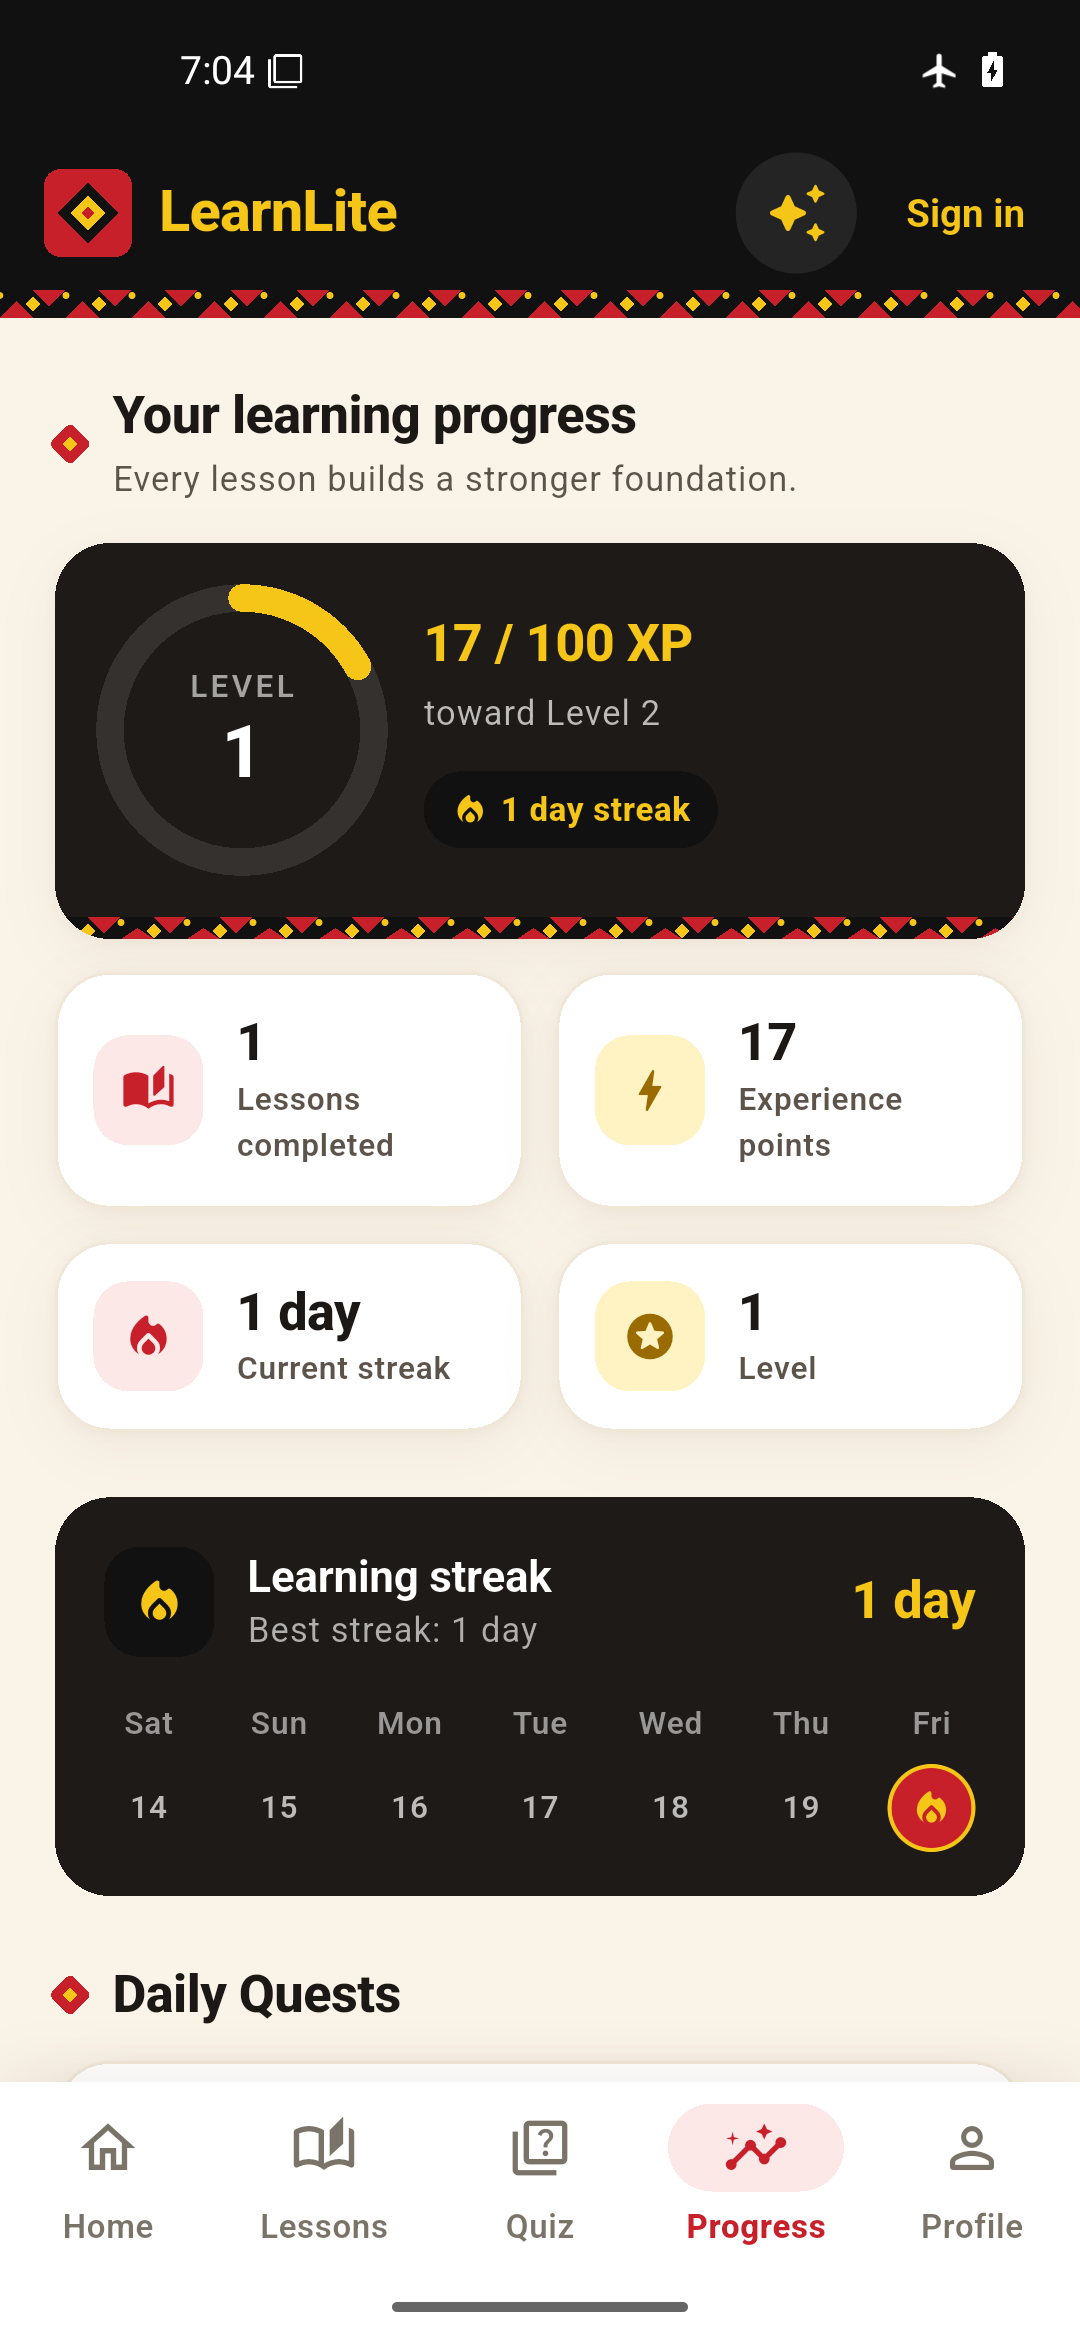 7:04
LearnLite
Sign in
Your learning progress
Every lesson builds a stronger foundation.
LEVEL
1
17 / 100 XP
toward Level 2
1 day streak
1
Lessons
completed
17
Experience
points
1 day
Current streak
1
Level
Learning streak
Best streak: 1 day
1 day
Sat Sun Mon Tue Wed Thu Fri
14 15 16 17 18 19
Daily Quests
Home Lessons Quiz Progress Profile